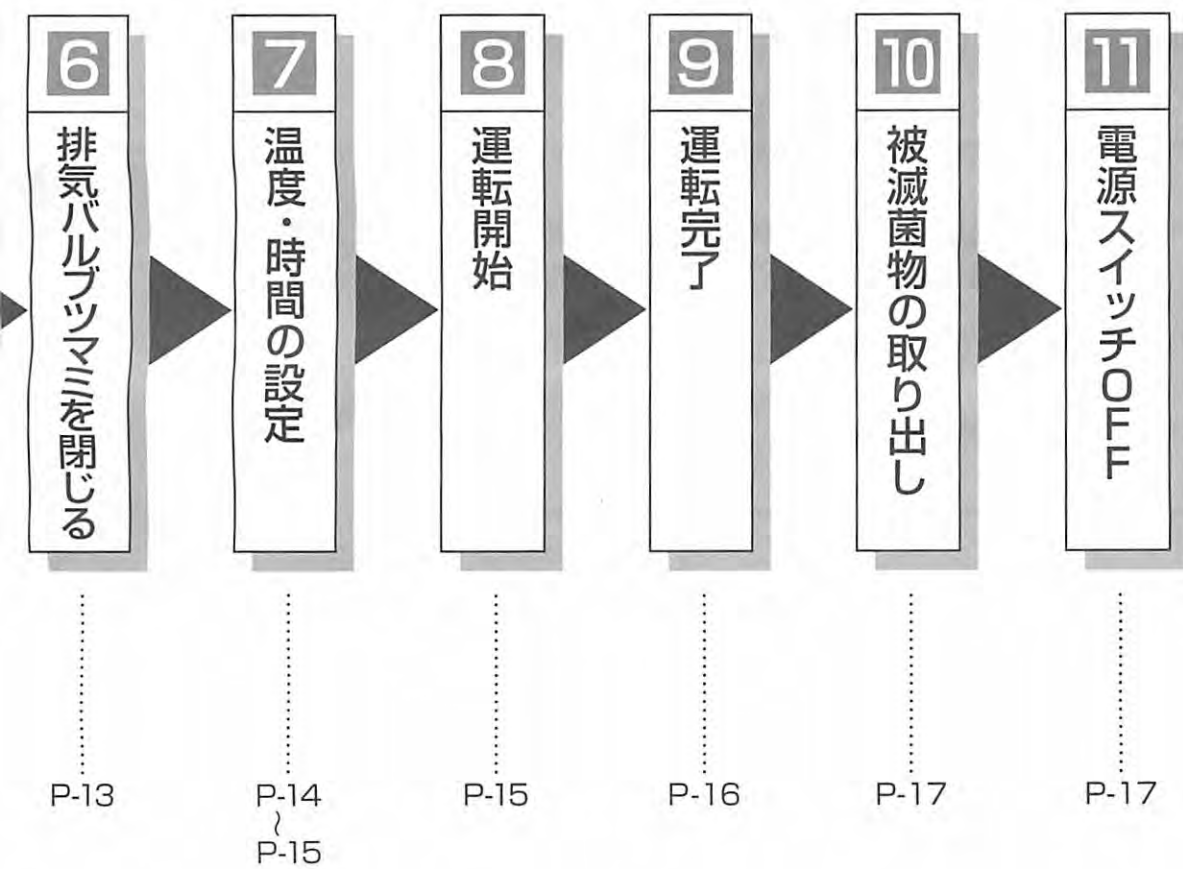 6
排気バルブツマミを閉じる
P-13
7
温度・時間の設定
P-14
〜
P-15
8
運転開始
P-15
9
運転完了
P-16
10
被滅菌物の取り出し
P-17
11
電源スイッチOFF
P-17